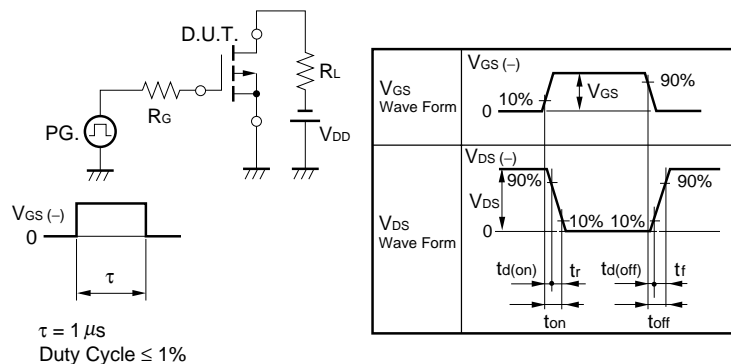 D.U.T.
RL
RG
PG.
VDD
VGS (−)
0
τ
τ = 1 μs
Duty Cycle ≤ 1%
VGS
Wave Form
VGS (−)
10%
VGS
90%
0
VDS
Wave Form
VDS (−)
90%
VDS
10%
10%
90%
0
td(on)
tr
td(off)
tf
ton
toff